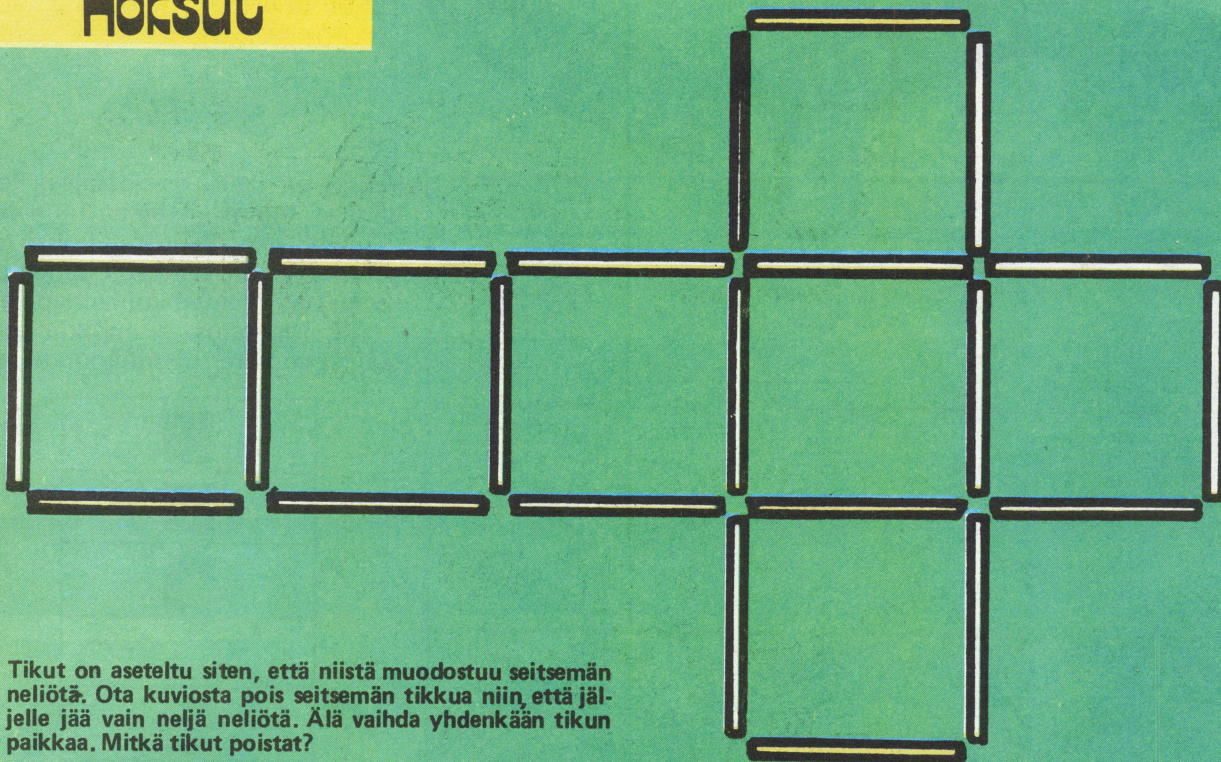 Hoksut
Tikut on aseteltu siten, että niistä muodostuu seitsemän
neliötä. Ota kuviosta pois seitsemän tikkua niin, että jäl-
jelle jää vain neljä neliötä. Älä vaihda yhdenkään tikun
paikkaa. Mitkä tikut poistat?